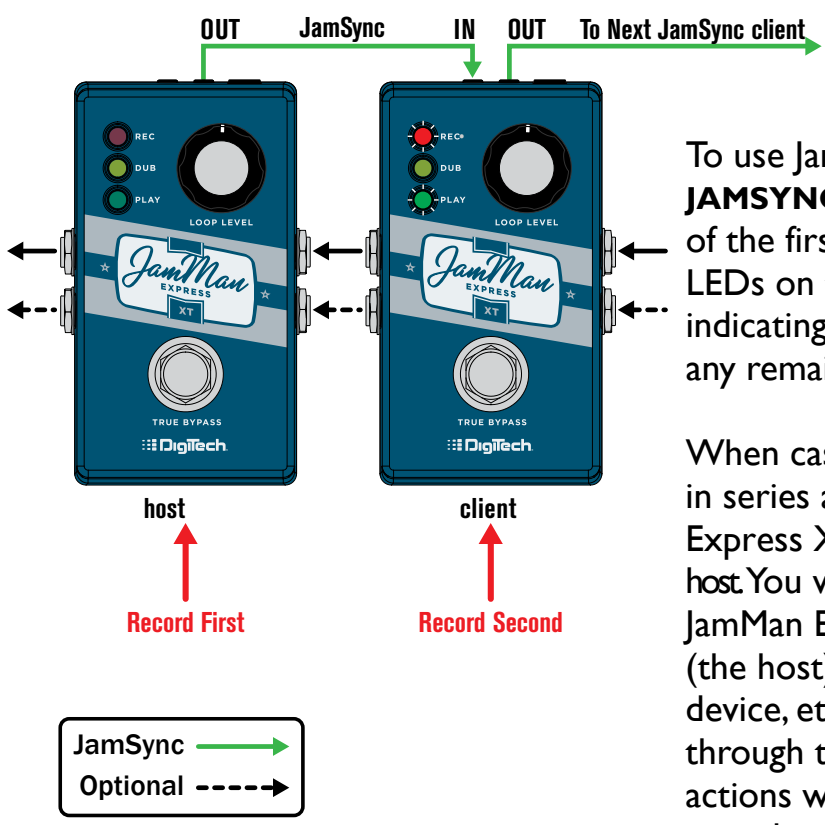 OUT JamSync IN OUT To Next JamSync client
REC
DUB
PLAY
LOOP LEVEL
JamMan
EXPRESS
XT
TRUE BYPASS
DigiTech
host
Record First
REC
DUB
PLAY
LOOP LEVEL
JamMan
EXPRESS
XT
TRUE BYPASS
DigiTech
client
Record Second
JamSync
Optional
To use Jam
JAMSYNC
of the firs
LEDs on
indicating
any remai
When cas
in series a
Express X
host. You w
JamMan E
(the host)
device, et
through t
actions w